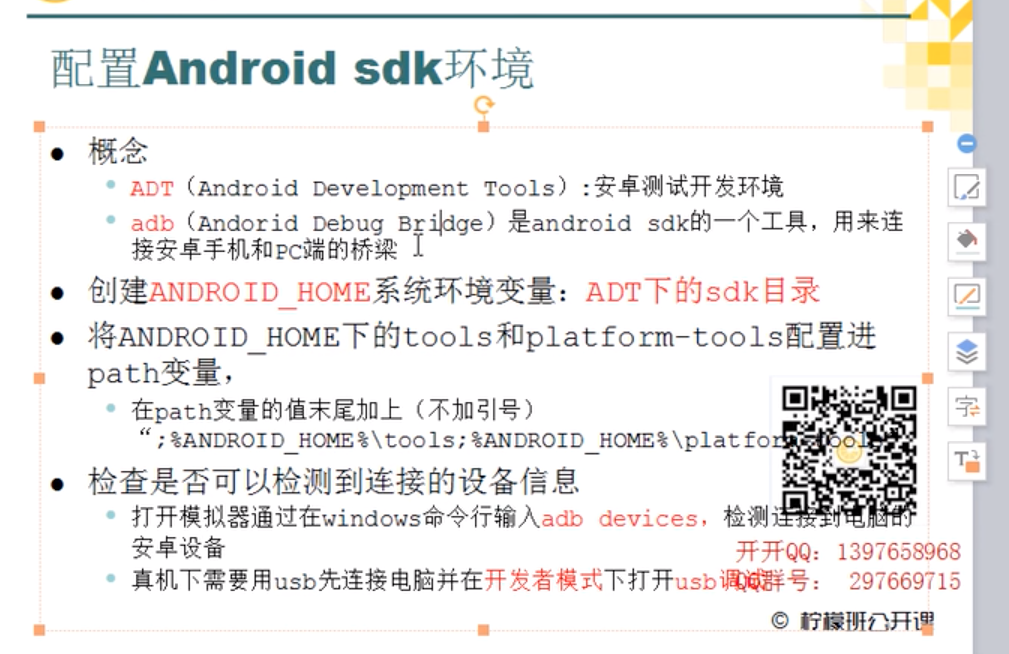 配置Android sdk环境
概念
ADT（Android Development Tools）:安卓测试开发环境
adb（Andorid Debug Bridge）是android sdk的一个工具，用来连
接安卓手机和PC端的桥梁
创建ANDROID_HOME系统环境变量：ADT下的sdk目录
将ANDROID_HOME下的tools和platform-tools配置进
path变量，
在path变量的值末尾加上（不加引号）
“;%ANDROID_HOME%\tools;%ANDROID_HOME%\platform-tools
检查是否可以检测到连接的设备信息
打开模拟器通过在windows命令行输入adb devices，检测连接到电脑的
安卓设备
真机下需要用usb先连接电脑并在开发者模式下打开usb调试
开开QQ：1397658968
QQ群号： 297669715
© 柠檬班公开课
字
T